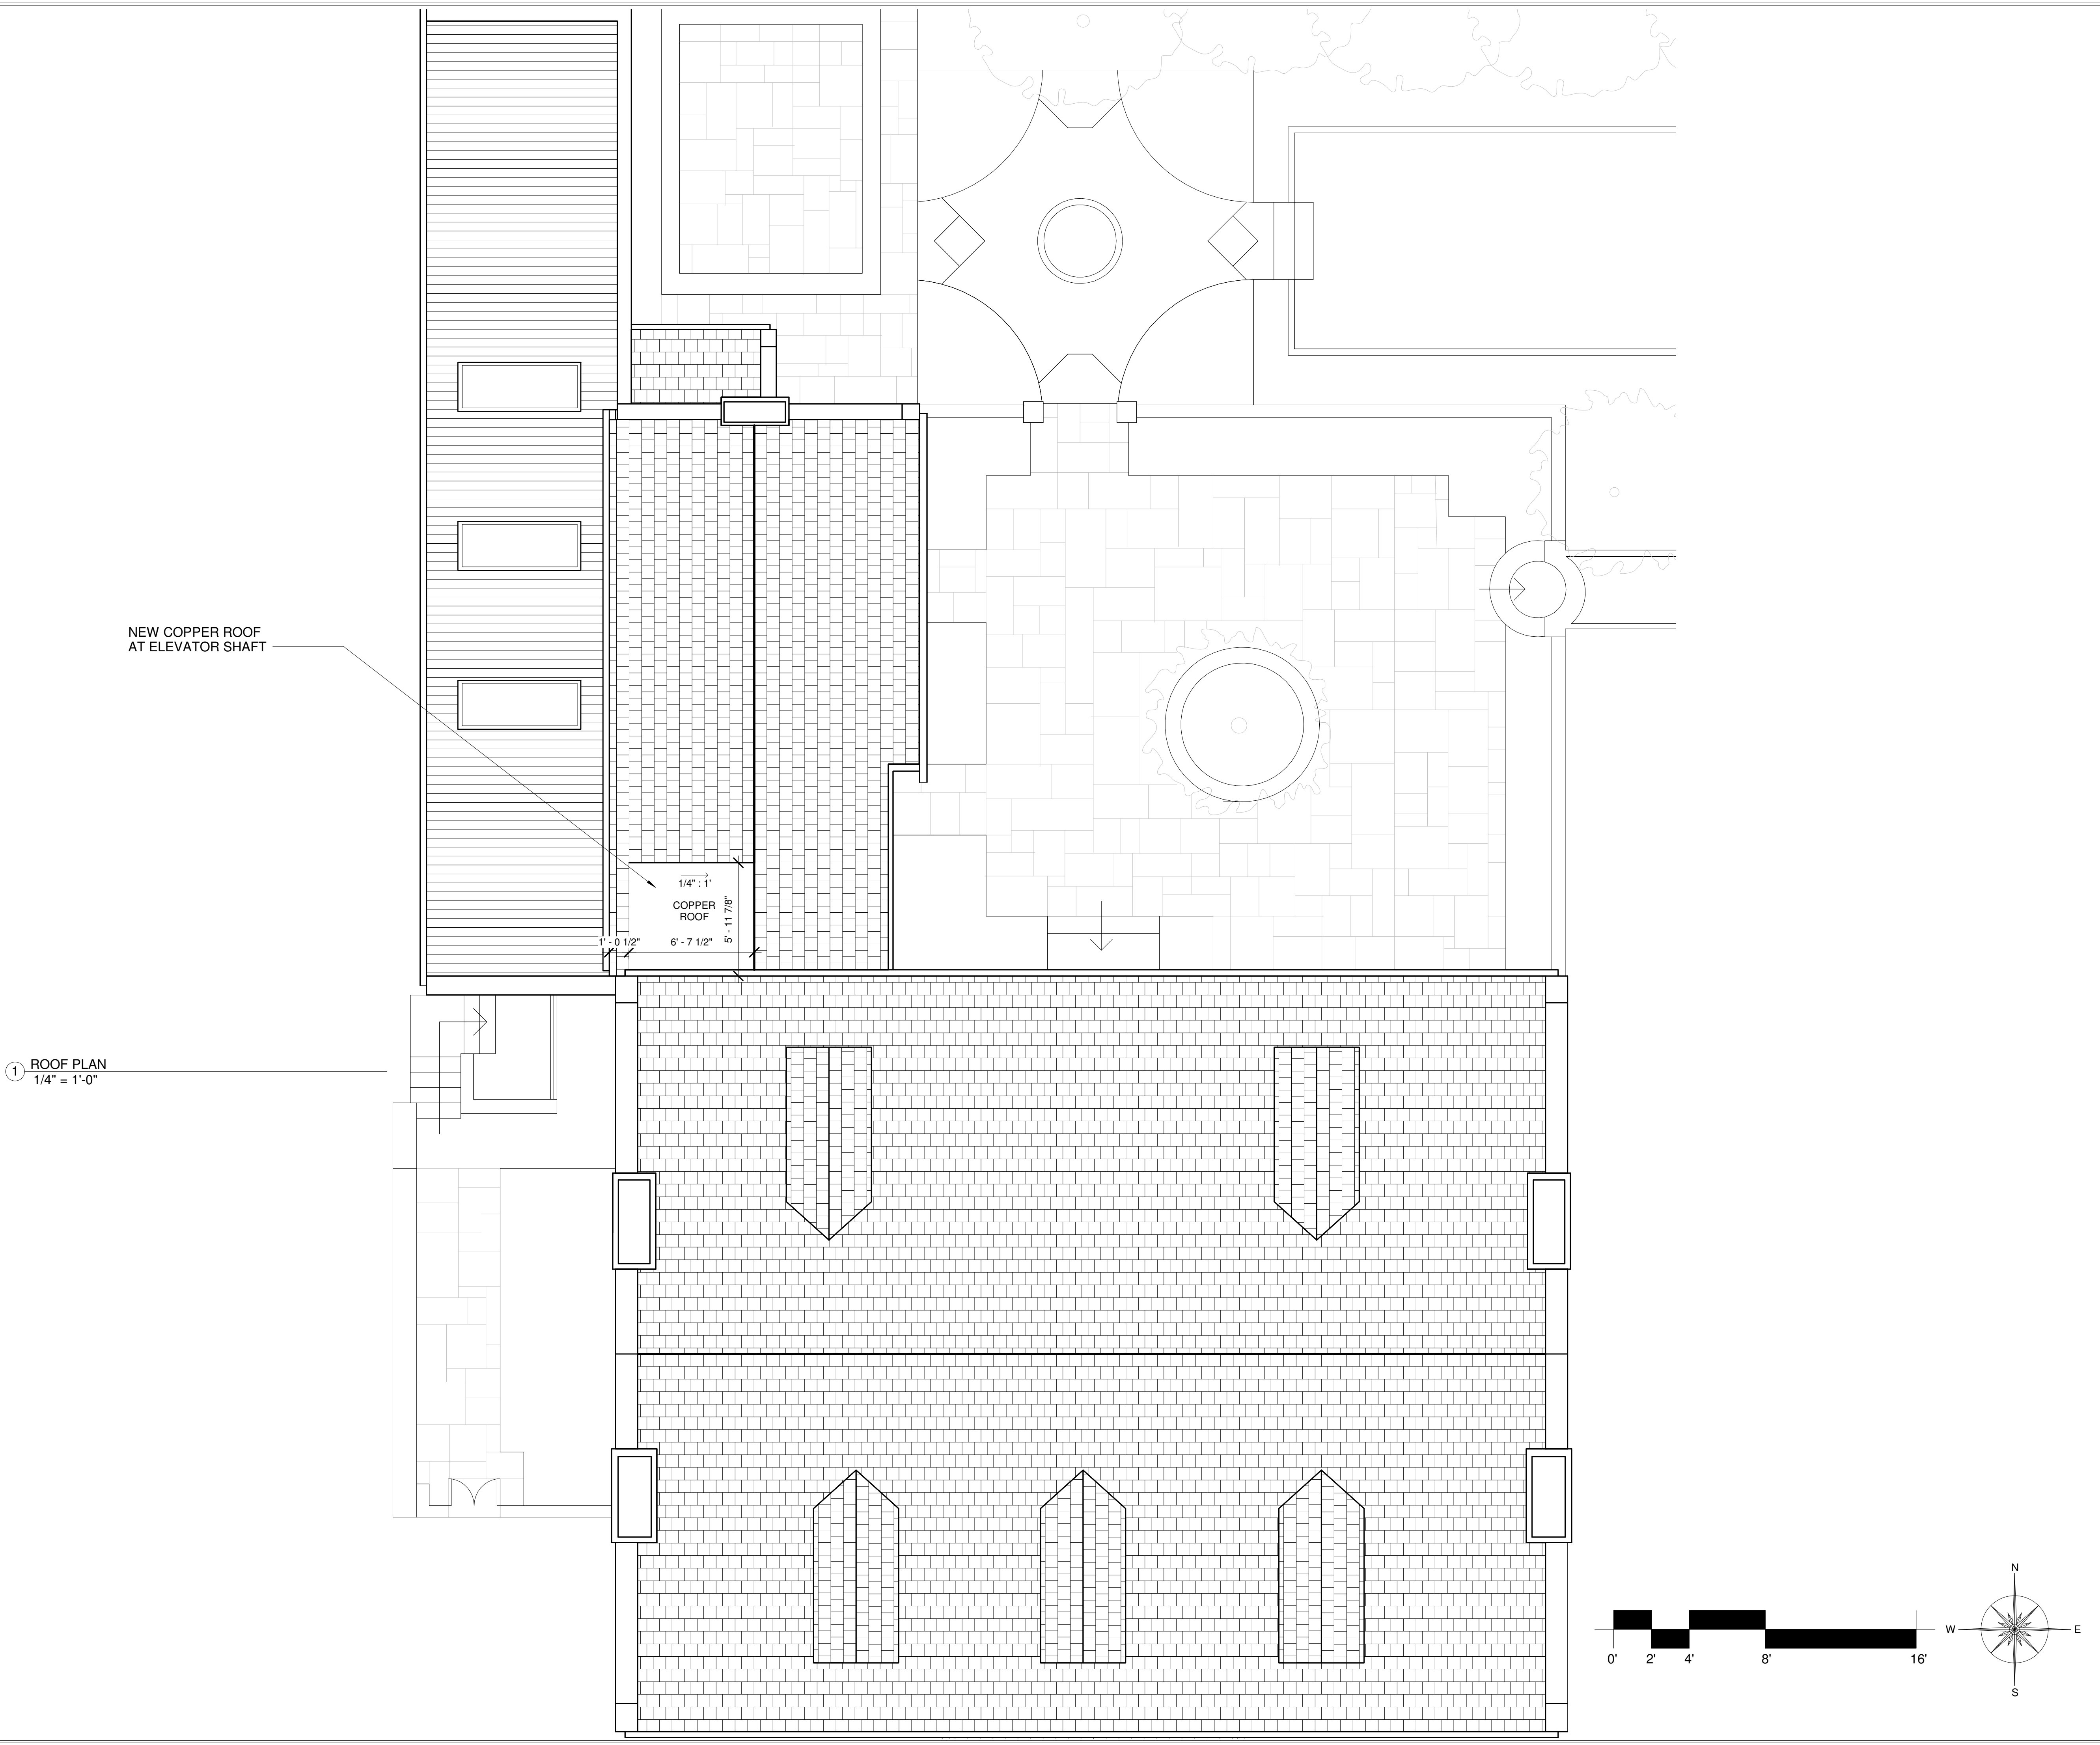 NEW COPPER ROOF
AT ELEVATOR SHAFT
1/4" : 1'
COPPER
ROOF
5' - 11 7/8"
1' - 0 1/2"
6' - 7 1/2"
1
ROOF PLAN
1/4" = 1'-0"
N
W
E
S
0'
2'
4'
8'
16'